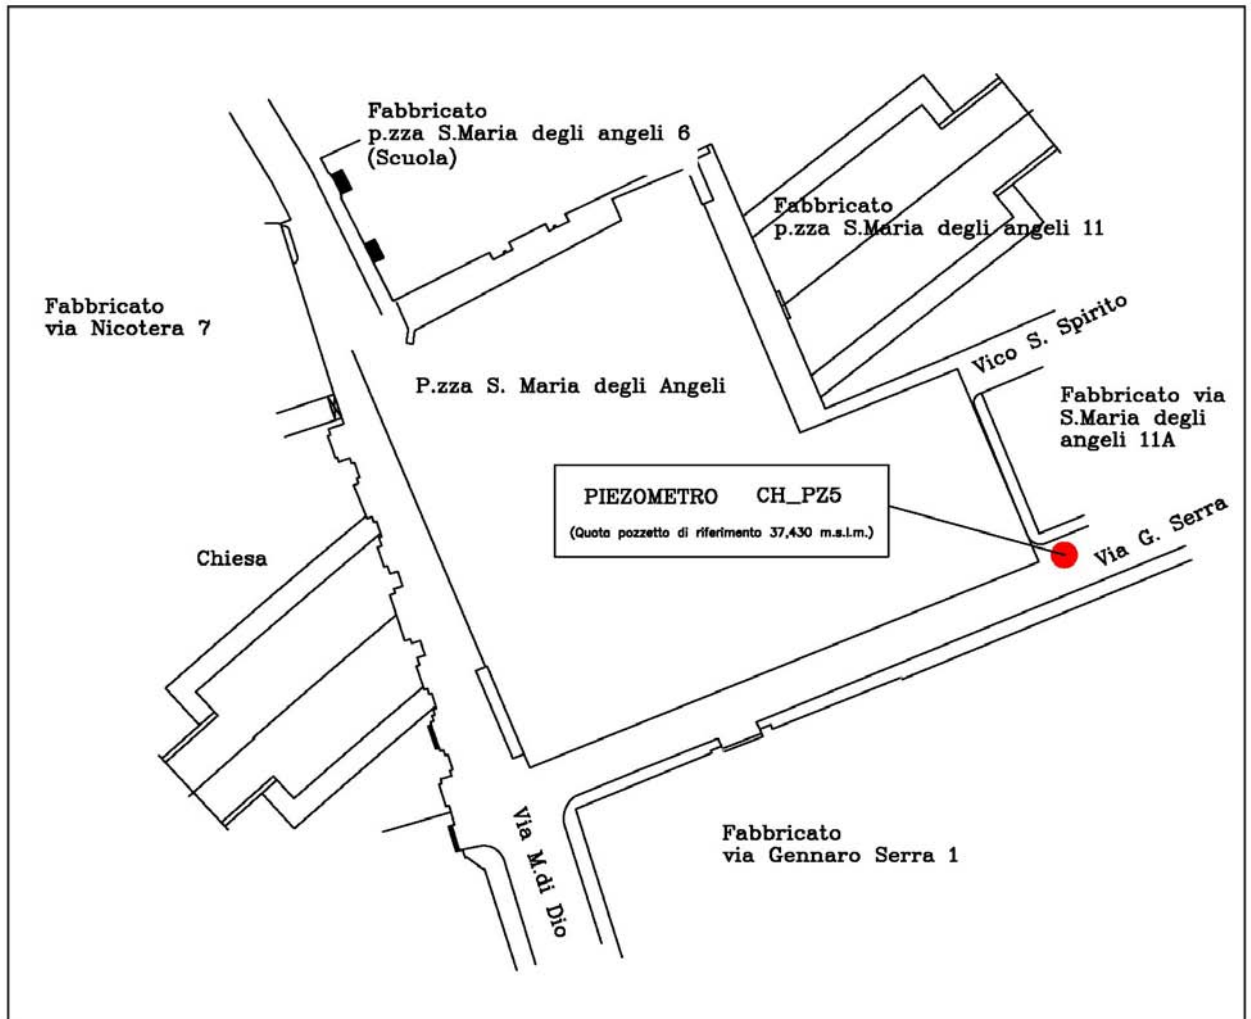 Fabbricato
p.zza S.Maria degli angeli 6
(Scuola)
Fabbricato
p.zza S.Maria degli angeli 11
Fabbricato
via Nicotera 7
Vico S. Spirito
P.zza S. Maria degli Angeli
Fabbricato via
S.Maria degli
angeli 11A
PIEZOMETRO CH_PZ5
(Quota pozzetto di riferimento 37,430 m.s.l.m.)
Via G. Serra
Chiesa
Via M.di Dio
Fabbricato
via Gennaro Serra 1